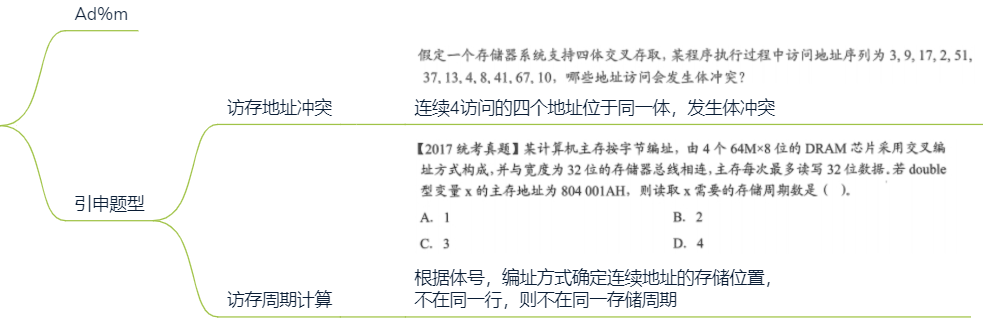 Ad%m
假定一个存储器系统支持四体交叉存取，某程序执行过程中访问地址序列为 3, 9, 17, 2, 51,
37, 13, 4, 8, 41, 67, 10，哪些地址访问会发生体冲突？
访存地址冲突
连续4访问的四个地址位于同一体，发生体冲突
【2017 统考真题】某计算机主存按字节编址，由 4 个 64M×8 位的 DRAM 芯片采用交叉编
址方式构成，并与宽度为 32 位的存储器总线相连，主存每次最多读写 32 位数据。若 double
型变量 x 的主存地址为 804 001AH，则读取 x 需要的存储周期数是（ ）。
引申题型
A. 1
B. 2
C. 3
D. 4
根据体号，编址方式确定连续地址的存储位置，
访存周期计算
不在同一行，则不在同一存储周期